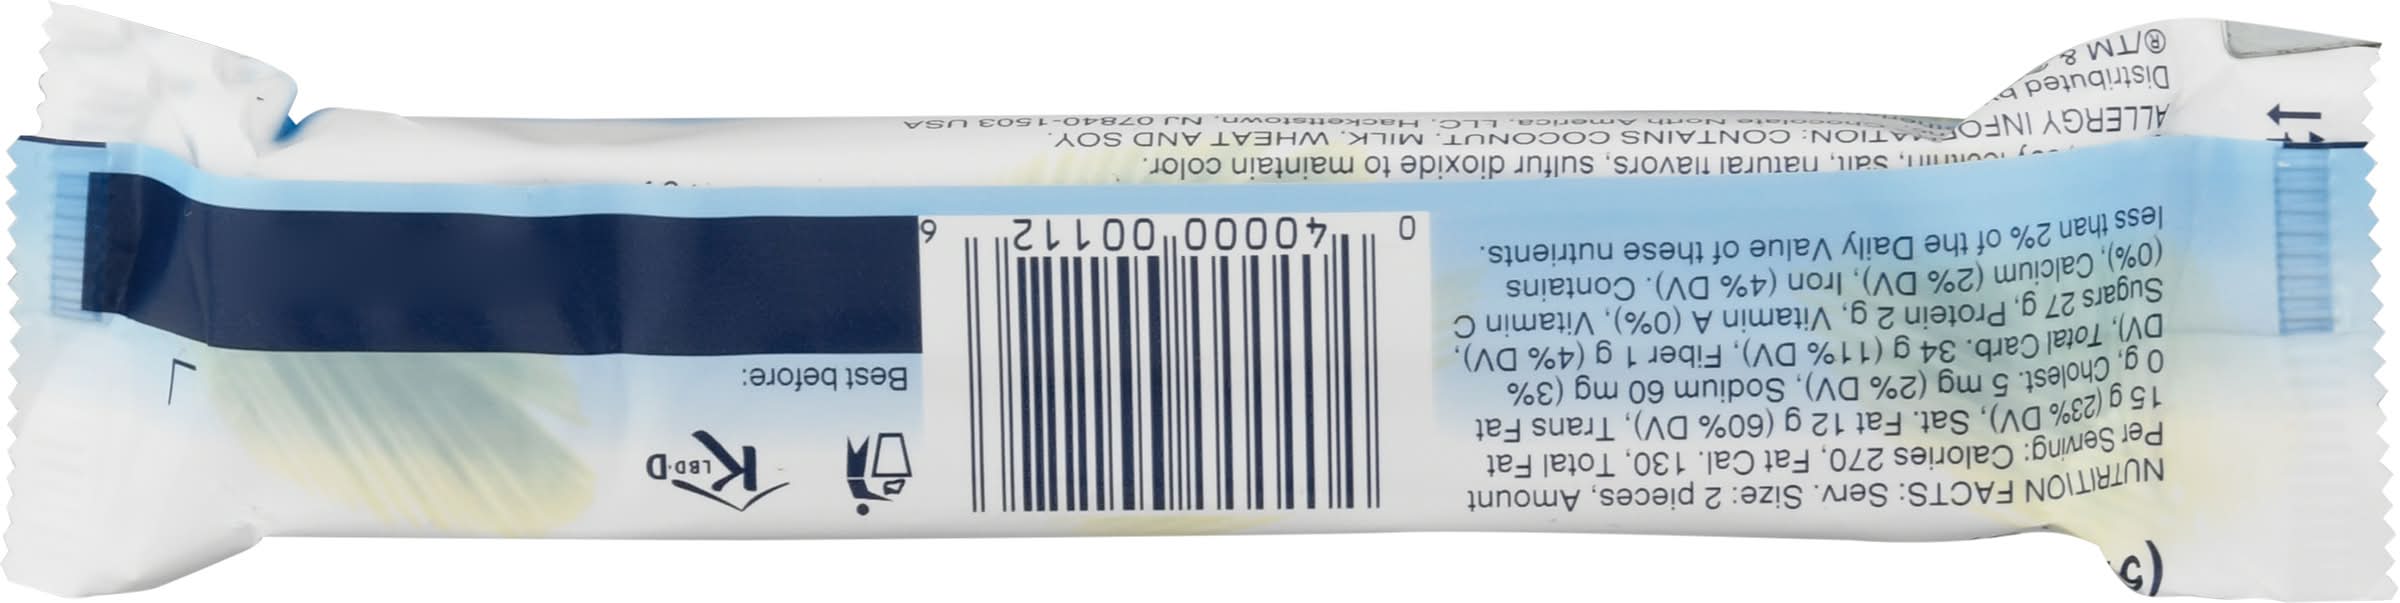 NUTRITION FACTS: Serv. Size: 2 pieces, Amount
Per Serving: Calories 270, Fat Cal. 130, Total Fat
15 g (23% DV), Sat. Fat 12 g (60% DV), Trans Fat
0 g, Cholest. 5 mg (2% DV), Sodium 60 mg (3%
DV), Total Carb. 34 g (11% DV), Fiber 1 g (4% DV),
Sugars 27 g, Protein 2 g, Vitamin A (0%), Vitamin C
(0%), Calcium (2% DV), Iron (4% DV). Contains
less than 2% of the Daily Value of these nutrients.
0 40000 00112 6
K LBD·D
Best before:
salt, natural flavors, sulfur dioxide to maintain color.
ALLERGY INFORMATION: CONTAINS COCONUT, MILK, WHEAT AND SOY.
Distributed by Chocolate North America, LLC, Hackettstown, NJ 07840-1503 USA
®/TM &